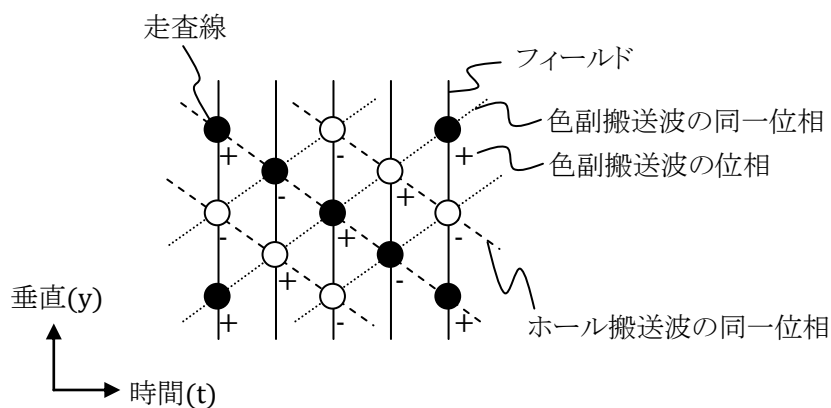 走査線
フィールド
色副搬送波の同一位相
色副搬送波の位相
+ - +
- +
- + -
+ -
+ - +
ホール搬送波の同一位相
垂直(y)
時間(t)